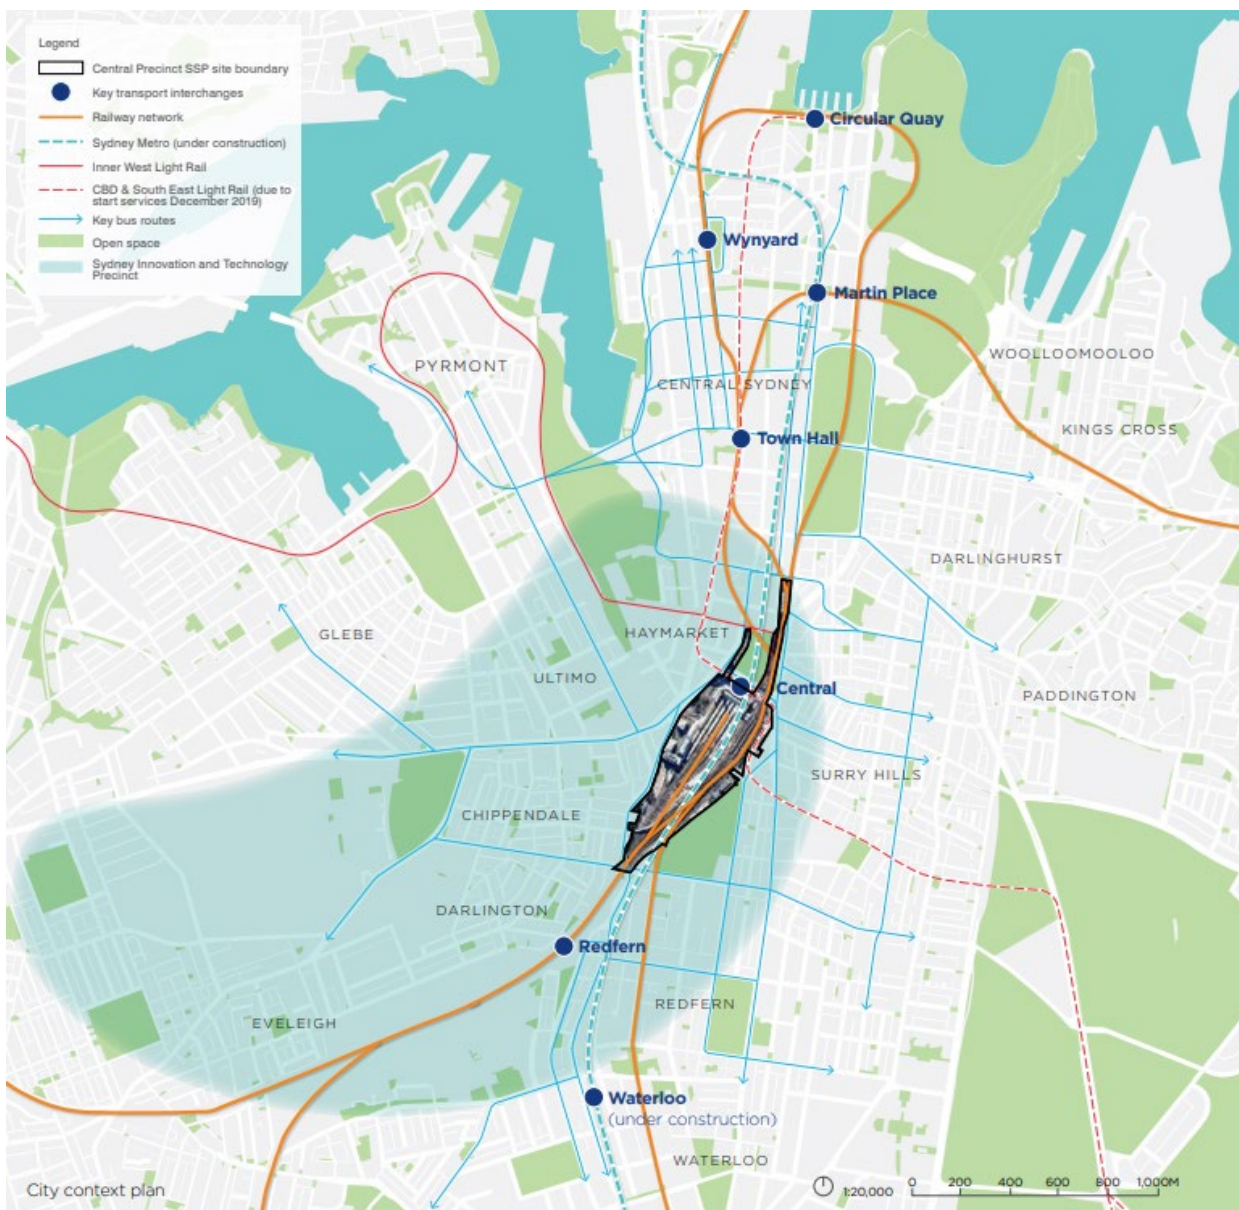 Legend
Central Precinct SSP site boundary
Key transport interchanges
Railway network
Sydney Metro (under construction)
Inner West Light Rail
CBD & South East Light Rail (due to
start services December 2019)
Key bus routes
Open space
Sydney Innovation and Technology
Precinct
Circular Quay
Wynyard
Martin Place
WOOLLOOMOOLOO
PYRMONT
CENTRAL SYDNEY
KINGS CROSS
Town Hall
DARLINGHURST
GLEBE
HAYMARKET
ULTIMO
Central
PADDINGTON
SURRY HILLS
CHIPPENDALE
DARLINGTON
Redfern
REDFERN
EVELEIGH
Waterloo
(under construction)
WATERLOO
City context plan
1:20,000
0 200 400 600 800 1,000M